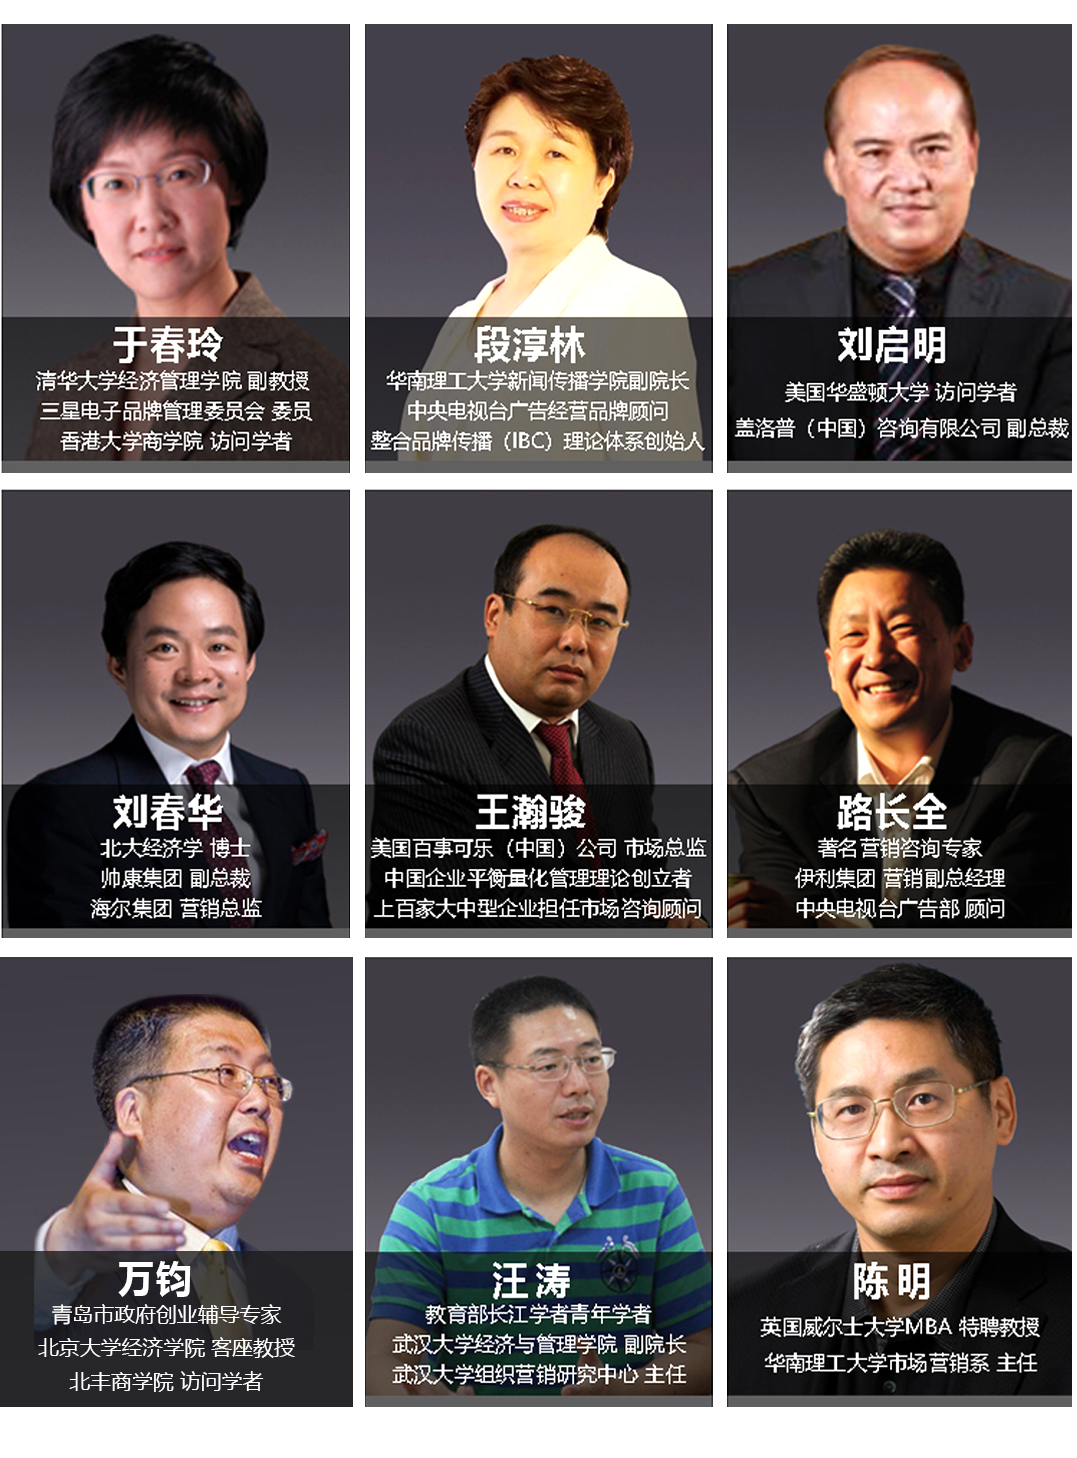 于春玲
清华大学经济管理学院 副教授
三星电子品牌管理委员会 委员
香港大学商学院 访问学者
段淳林
华南理工大学新闻传播学院副院长
中央电视台广告经营品牌顾问
整合品牌传播（IBC）理论体系创始人
刘启明
美国华盛顿大学 访问学者
盖洛普（中国）咨询有限公司 副总裁
刘春华
北大经济学 博士
帅康集团 副总裁
海尔集团 营销总监
王瀚骏
美国百事可乐（中国）公司 市场总监
中国企业平衡量化管理理论创立者
上百家大中型企业担任市场咨询顾问
路长全
著名营销咨询专家
伊利集团 营销副总经理
中央电视台广告部 顾问
万钧
青岛市政府创业辅导专家
北京大学经济学院 客座教授
北丰商学院 访问学者
汪涛
教育部长江学者青年学者
武汉大学经济与管理学院 副院长
武汉大学组织营销研究中心 主任
陈明
英国威尔士大学MBA 特聘教授
华南理工大学市场营销系 主任